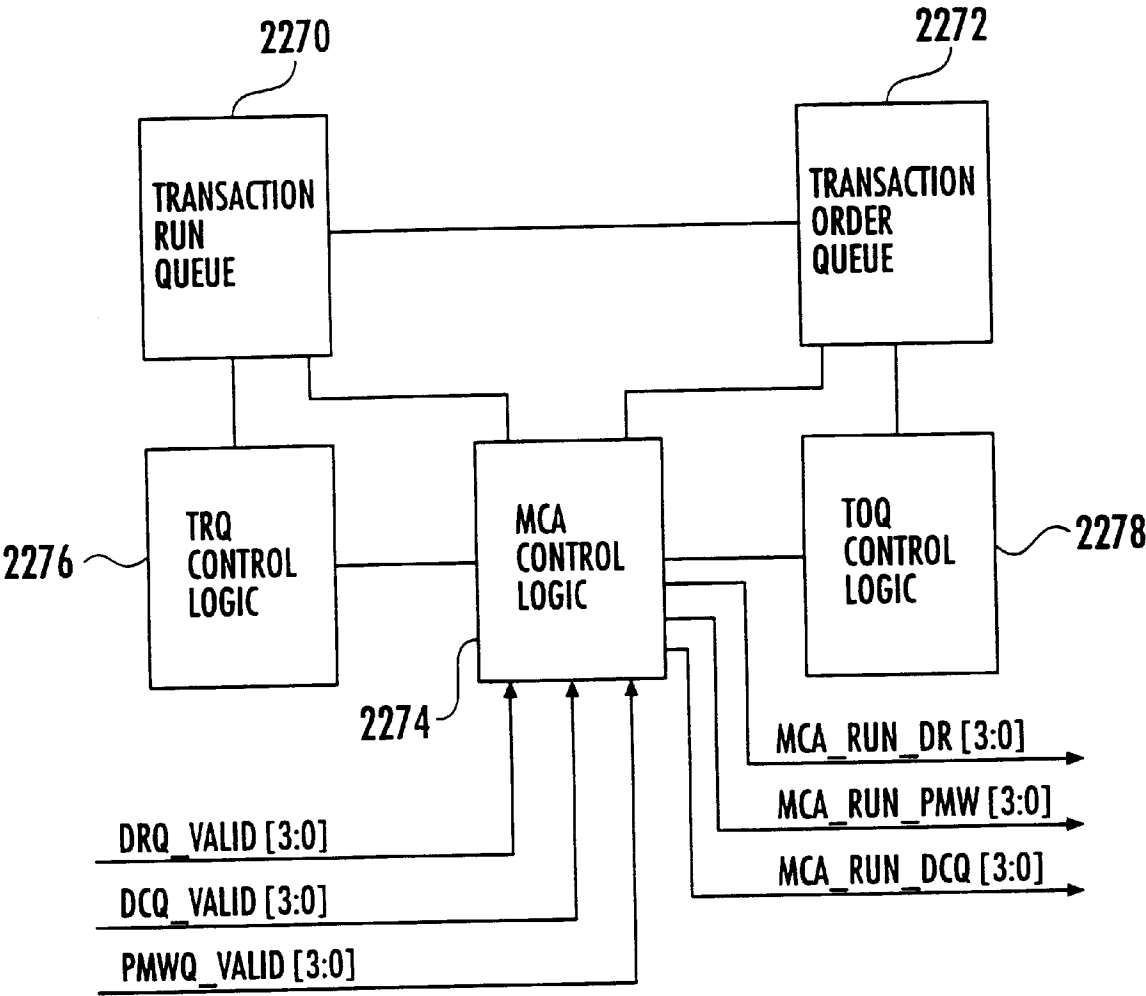 2270
2272
TRANSACTION
RUN
QUEUE
TRANSACTION
ORDER
QUEUE
TRQ
CONTROL
LOGIC
MCA
CONTROL
LOGIC
TOQ
CONTROL
LOGIC
2276
2278
2274
MCA_RUN_DR [3:0]
MCA_RUN_PMW [3:0]
MCA_RUN_DCQ [3:0]
DRQ_VALID [3:0]
DCQ_VALID [3:0]
PMWQ_VALID [3:0]